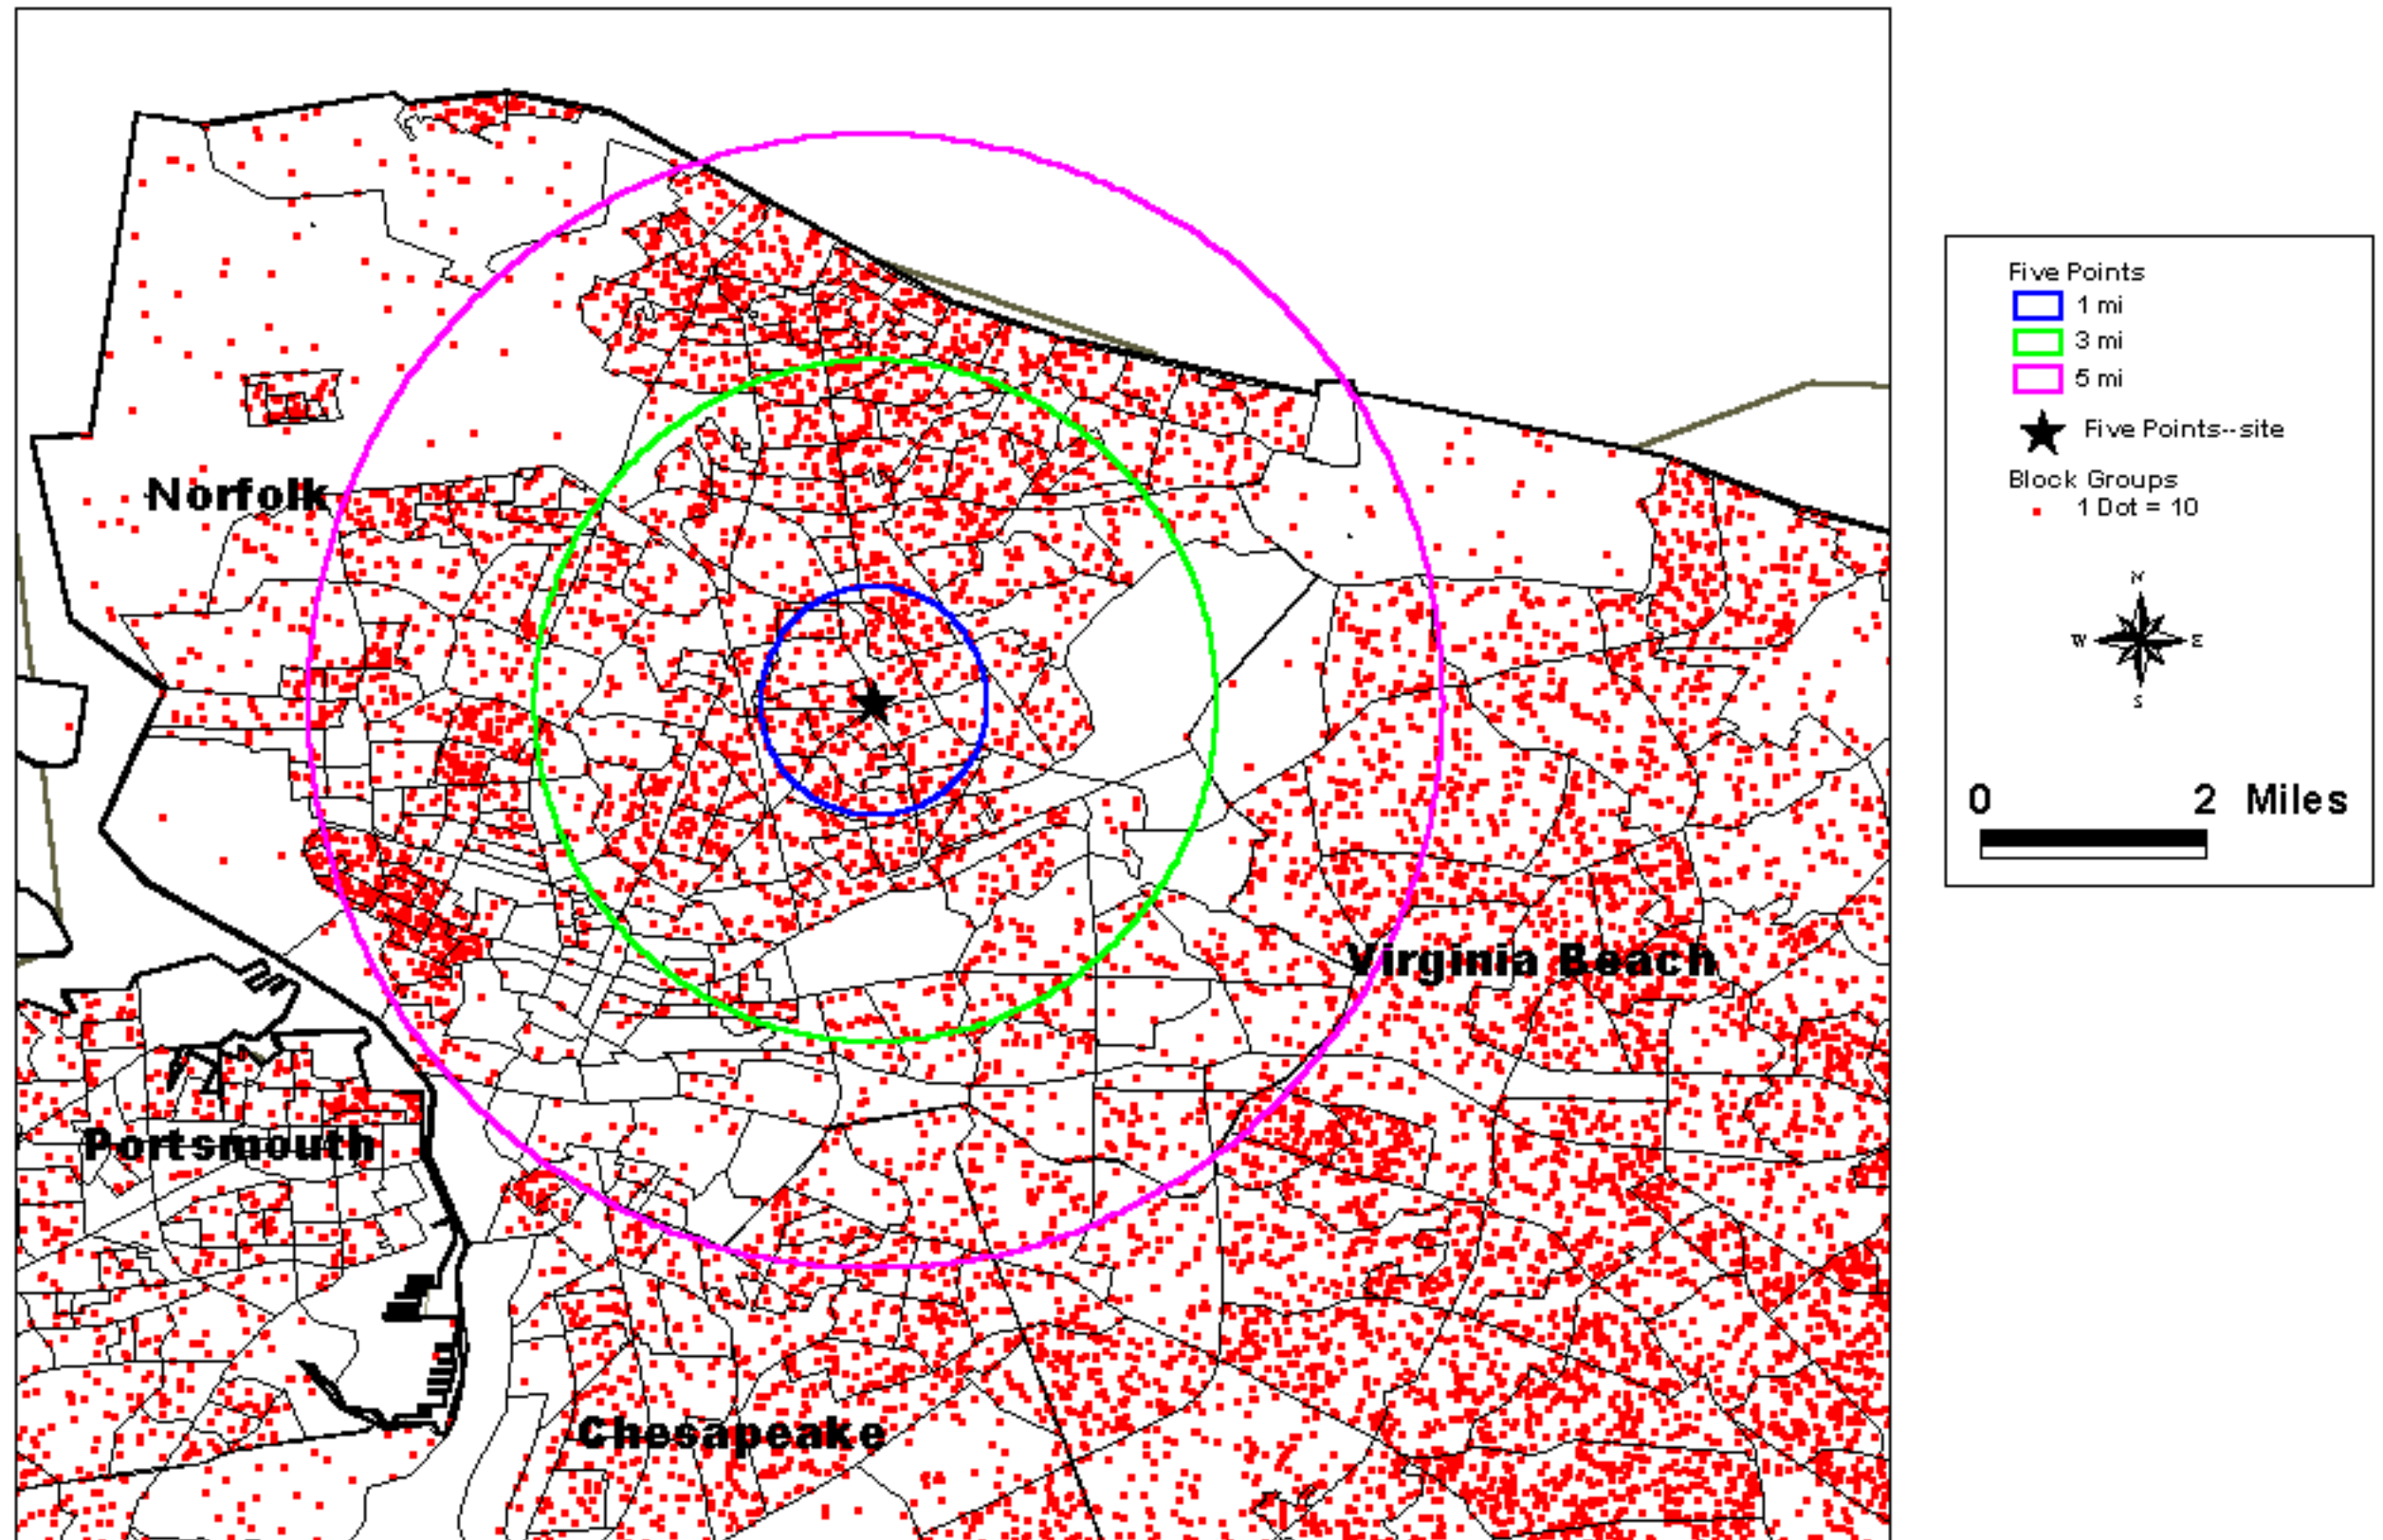 Norfolk
Virginia Beach
Portsmouth
Chesapeake
Five Points
1 mi
3 mi
5 mi
Five Points--site
Block Groups
1 Dot = 10
N
W E
S
0 2 Miles